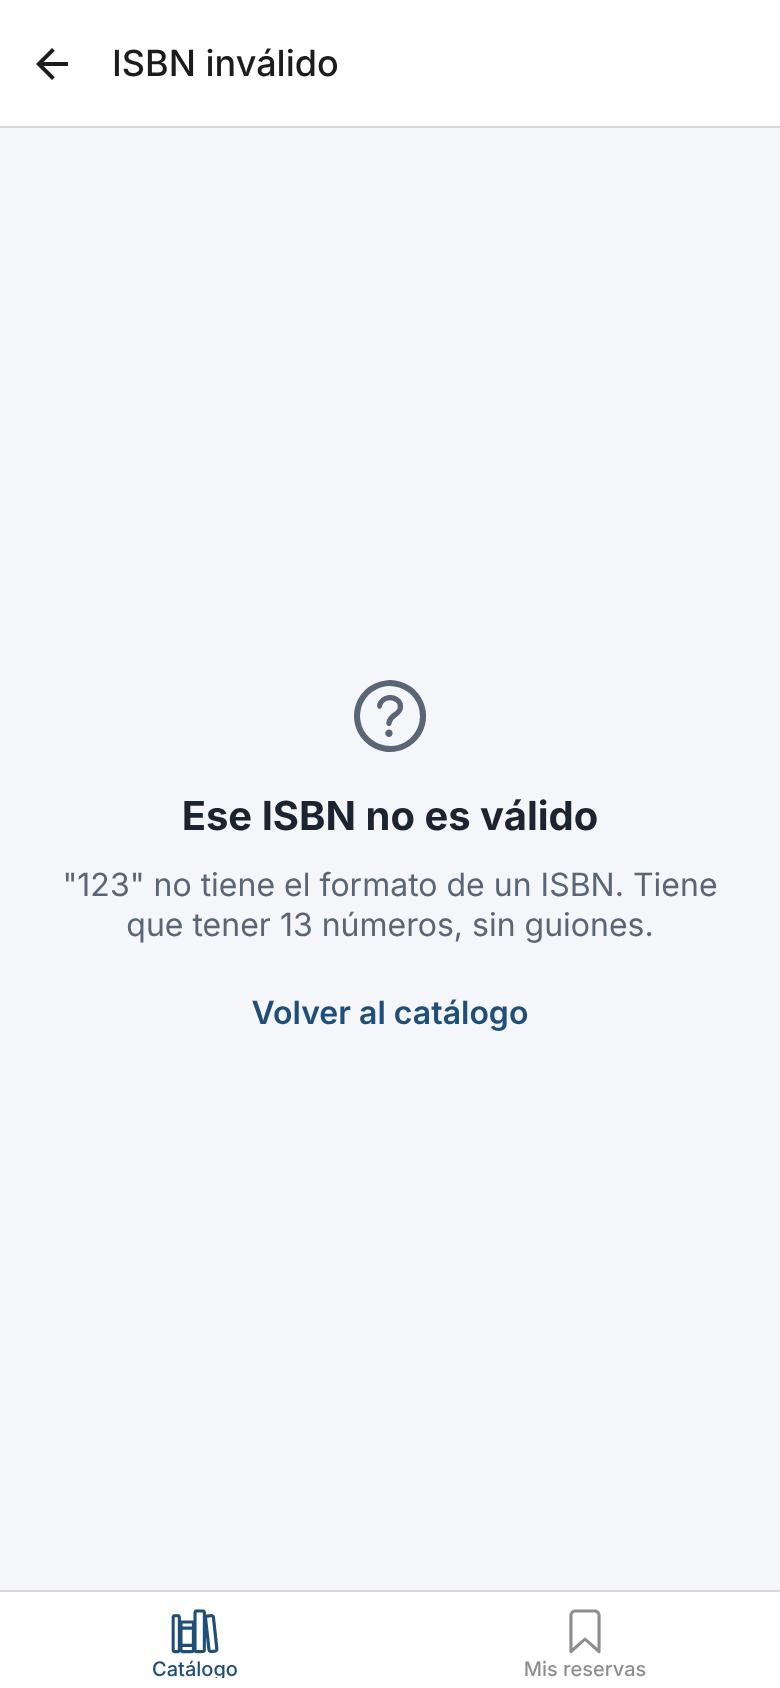 ISBN inválido
Ese ISBN no es válido
"123" no tiene el formato de un ISBN. Tiene
que tener 13 números, sin guiones.
Volver al catálogo
Catálogo
Mis reservas